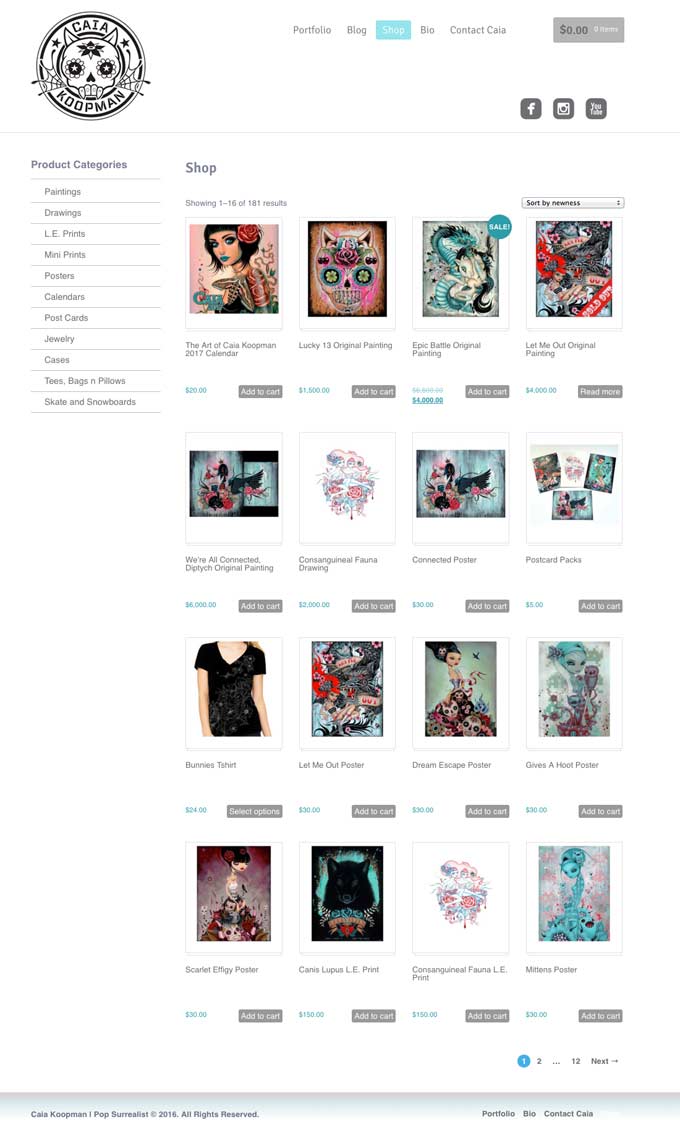 CAIA
KOOPMAN
Portfolio Blog Shop Bio Contact Caia
$0.00 0 Items
You
Tube
Product Categories
Paintings
Drawings
L.E. Prints
Mini Prints
Posters
Calendars
Post Cards
Jewelry
Cases
Tees, Bags n Pillows
Skate and Snowboards
Shop
Showing 1–16 of 181 results
Sort by newness
SALE!
SOLD OUT
The Art of Caia Koopman
2017 Calendar
$20.00 Add to cart
Lucky 13 Original Painting
$1,500.00 Add to cart
Epic Battle Original
Painting
$4,000.00 Add to cart
Let Me Out Original
Painting
$4,000.00 Read more
We're All Connected,
Diptych Original Painting
$6,000.00 Add to cart
Consanguineal Fauna
Drawing
$2,000.00 Add to cart
Connected Poster
$30.00 Add to cart
Postcard Packs
$5.00 Add to cart
Bunnies Tshirt
$24.00 Select options
Let Me Out Poster
$30.00 Add to cart
Dream Escape Poster
$30.00 Add to cart
Gives A Hoot Poster
$30.00 Add to cart
Scarlet Effigy Poster
$30.00 Add to cart
Canis Lupus L.E. Print
$150.00 Add to cart
Consanguineal Fauna L.E.
Print
$150.00 Add to cart
Mittens Poster
$30.00 Add to cart
1 2 ... 12 Next →
Caia Koopman | Pop Surrealist © 2016. All Rights Reserved.
Portfolio Bio Contact Caia